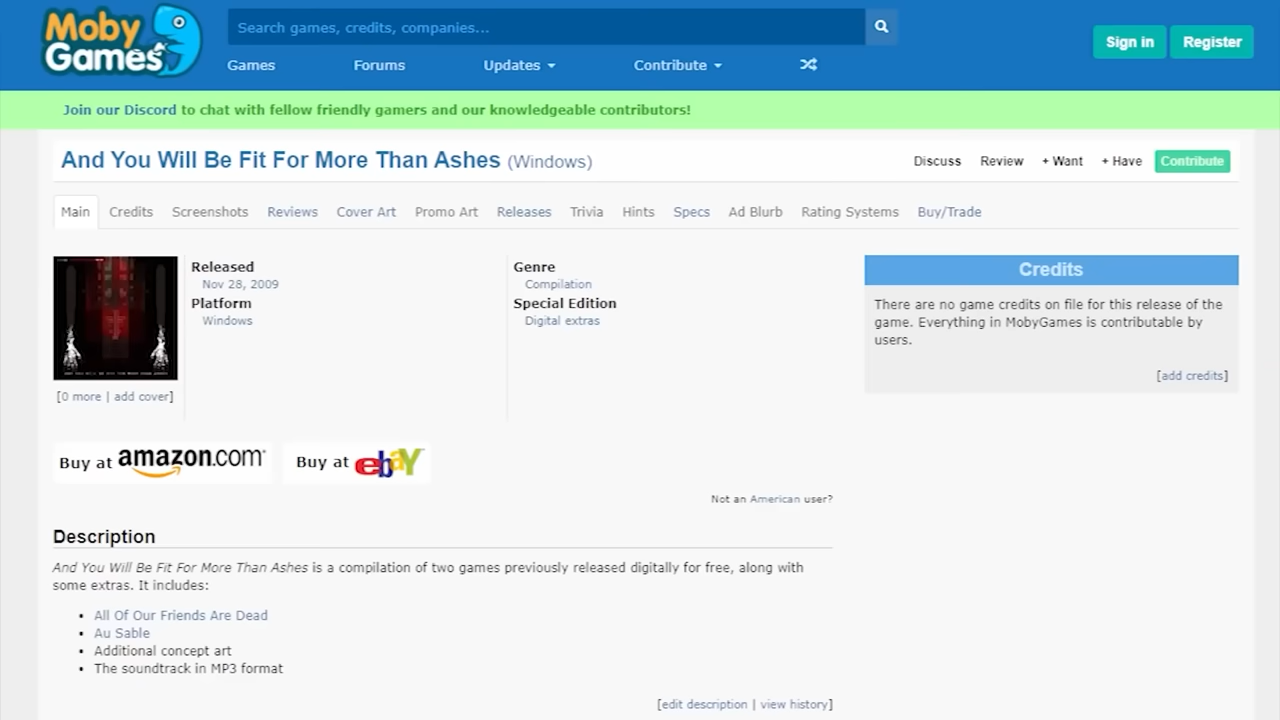 Moby
Games
Search games, credits, companies...
Sign in
Register
Games
Forums
Updates
Contribute
Join our Discord to chat with fellow friendly gamers and our knowledgeable contributors!
And You Will Be Fit For More Than Ashes (Windows)
Discuss
Review
+ Want
+ Have
Contribute
Main
Credits
Screenshots
Reviews
Cover Art
Promo Art
Releases
Trivia
Hints
Specs
Ad Blurb
Rating Systems
Buy/Trade
Released
Nov 28, 2009
Platform
Windows
[0 more | add cover]
Genre
Compilation
Special Edition
Digital extras
Credits
There are no game credits on file for this release of the
game. Everything in MobyGames is contributable by
users.
[add credits]
Buy at amazon.com
Buy at ebaY
Not an American user?
Description
And You Will Be Fit For More Than Ashes is a compilation of two games previously released digitally for free, along with
some extras. It includes:
• All Of Our Friends Are Dead
• Au Sable
• Additional concept art
• The soundtrack in MP3 format
[edit description | view history]